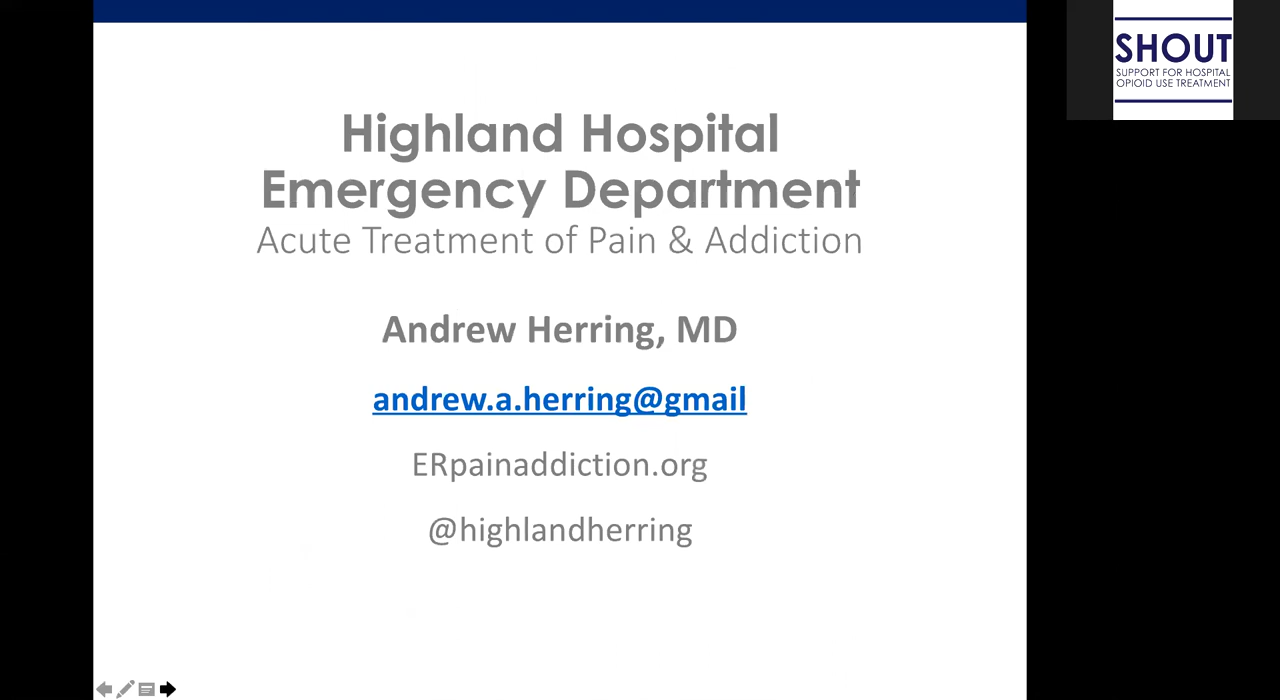 Highland Hospital
Emergency Department
Acute Treatment of Pain & Addiction
Andrew Herring, MD
andrew.a.herring@gmail
ERpainaddiction.org
@highlandherring
SHOUT
SUPPORT FOR HOSPITAL
OPIOID USE TREATMENT